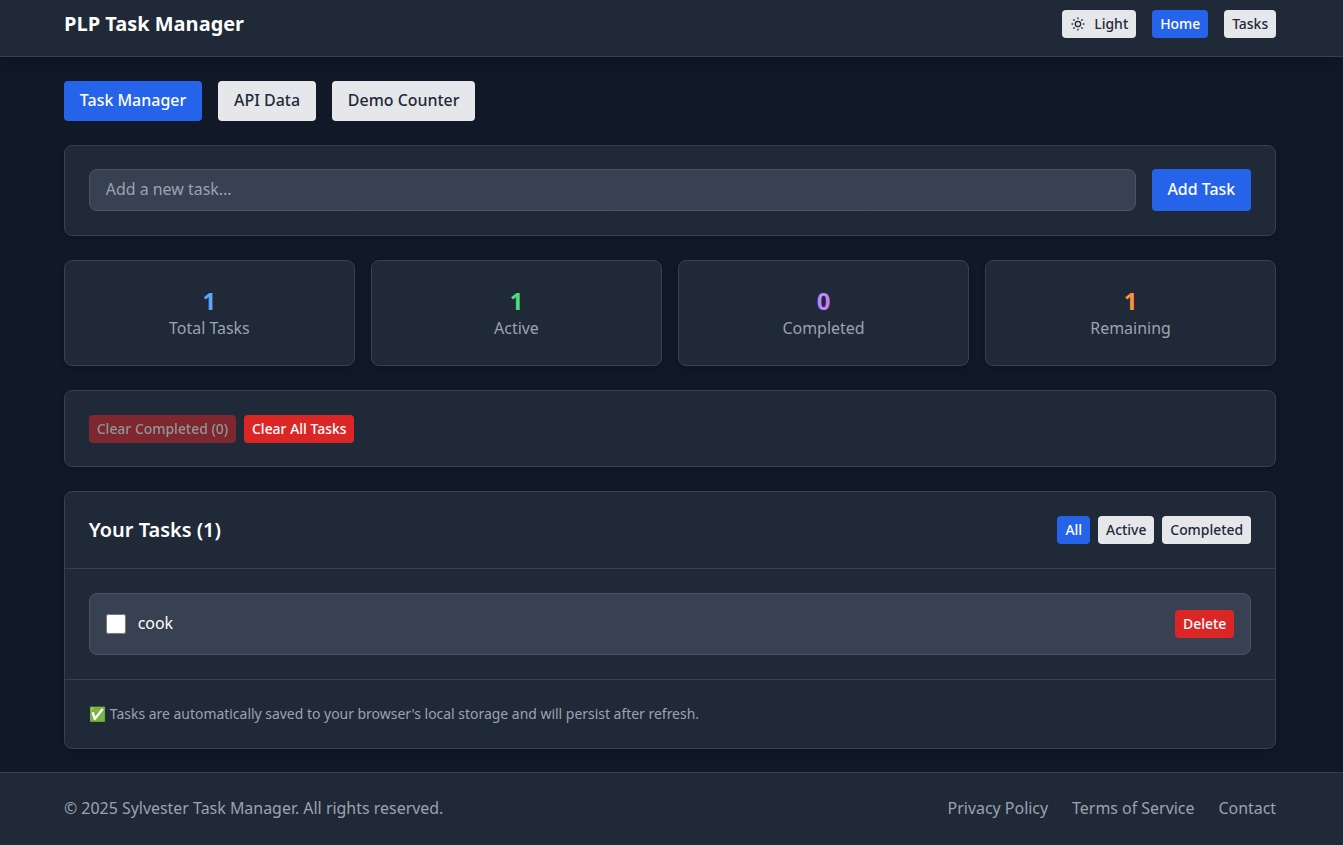 PLP Task Manager
Light
Home
Tasks
Task Manager
API Data
Demo Counter
Add a new task...
Add Task
1
Total Tasks
1
Active
0
Completed
1
Remaining
Clear Completed (0)
Clear All Tasks
Your Tasks (1)
All
Active
Completed
cook
Delete
✅ Tasks are automatically saved to your browser's local storage and will persist after refresh.
© 2025 Sylvester Task Manager. All rights reserved.
Privacy Policy
Terms of Service
Contact